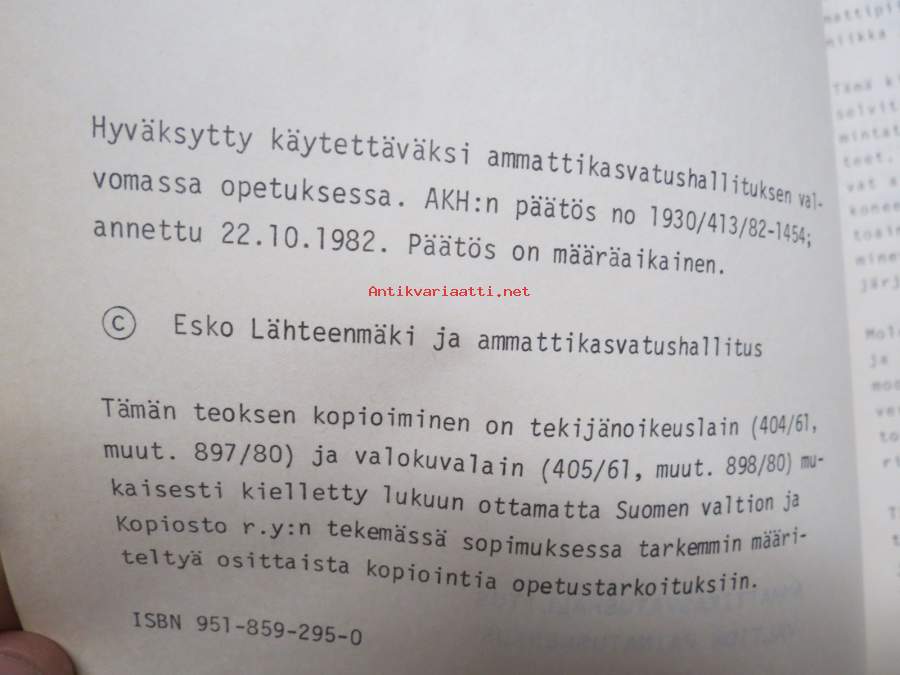 Hyväksytty käytettäväksi ammattikasvatushallituksen val-
vomassa opetuksessa. AKH:n päätös no 1930/413/82-1454;
annettu 22.10.1982. Päätös on määräaikainen.
Antikvariaatti.net
© Esko Lähteenmäki ja ammattikasvatushallitus
Tämän teoksen kopioiminen on tekijänoikeuslain (404/61,
muut. 897/80) ja valokuvalain (405/61, muut. 898/80) mu-
kaisesti kielletty lukuun ottamatta Suomen valtion ja
Kopiosto r.y:n tekemässä sopimuksessa tarkemmin määri-
teltyä osittaista kopiointia opetustarkoituksiin.
ISBN 951-859-295-0